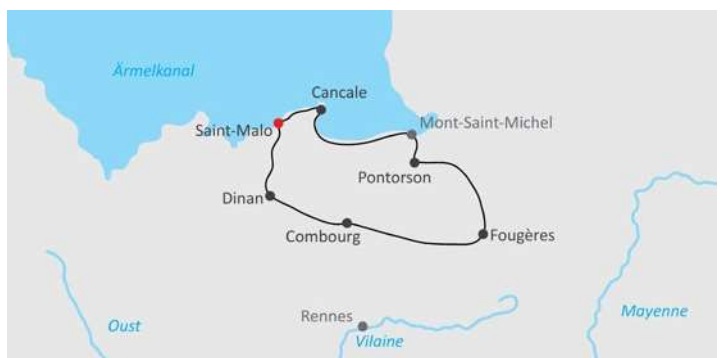 Ärmelkanal
Cancale
Saint-Malo
Mont-Saint-Michel
Pontorson
Dinan
Combourg
Fougères
Rennes
Mayenne
Oust
Vilaine